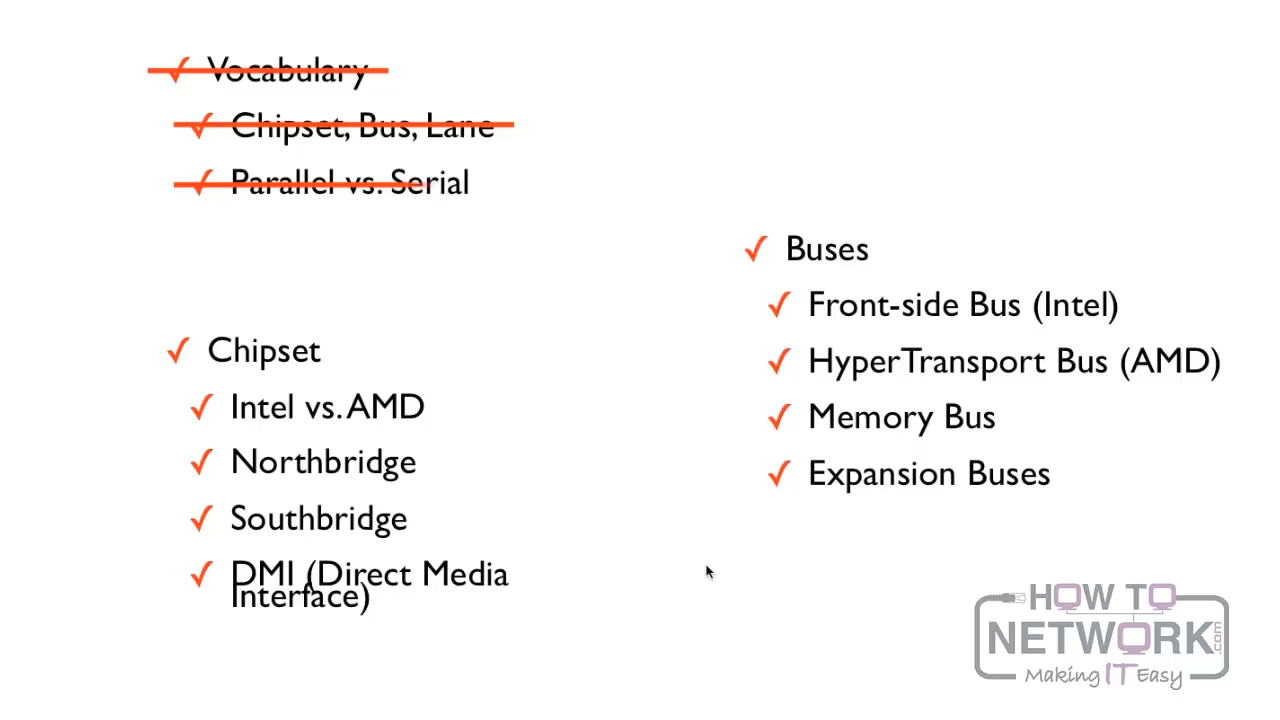 ✓ Vocabulary
✓ Chipset, Bus, Lane
✓ Parallel vs. Serial
✓ Chipset
✓ Intel vs. AMD
✓ Northbridge
✓ Southbridge
✓ DMI (Direct Media
Interface)
✓ Buses
✓ Front-side Bus (Intel)
✓ HyperTransport Bus (AMD)
✓ Memory Bus
✓ Expansion Buses
HOW TO
NETWORK.com
Making IT Easy